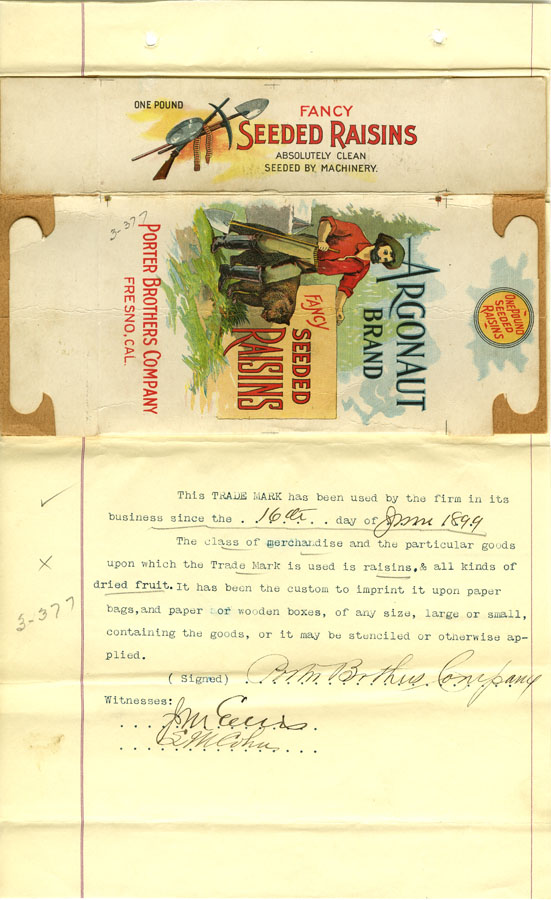 ONE POUND
FANCY
SEEDED RAISINS
ABSOLUTELY CLEAN
SEEDED BY MACHINERY.
3-377
ARGONAUT
BRAND
FANCY
SEEDED
RAISINS
PORTER BROTHERS COMPANY
FRESNO, CAL.
ONE POUND
SEEDED
RAISINS
This TRADE MARK has been used by the firm in its
business since the . 16th . . day of June 1899
The class of merchandise and the particular goods
upon which the Trade Mark is used is raisins, & all kinds of
dried fruit. It has been the custom to imprint it upon paper
bags, and paper or wooden boxes, of any size, large or small,
containing the goods, or it may be stenciled or otherwise ap-
plied.
3-377
(Signed) Porter Brothers Company
Witnesses: